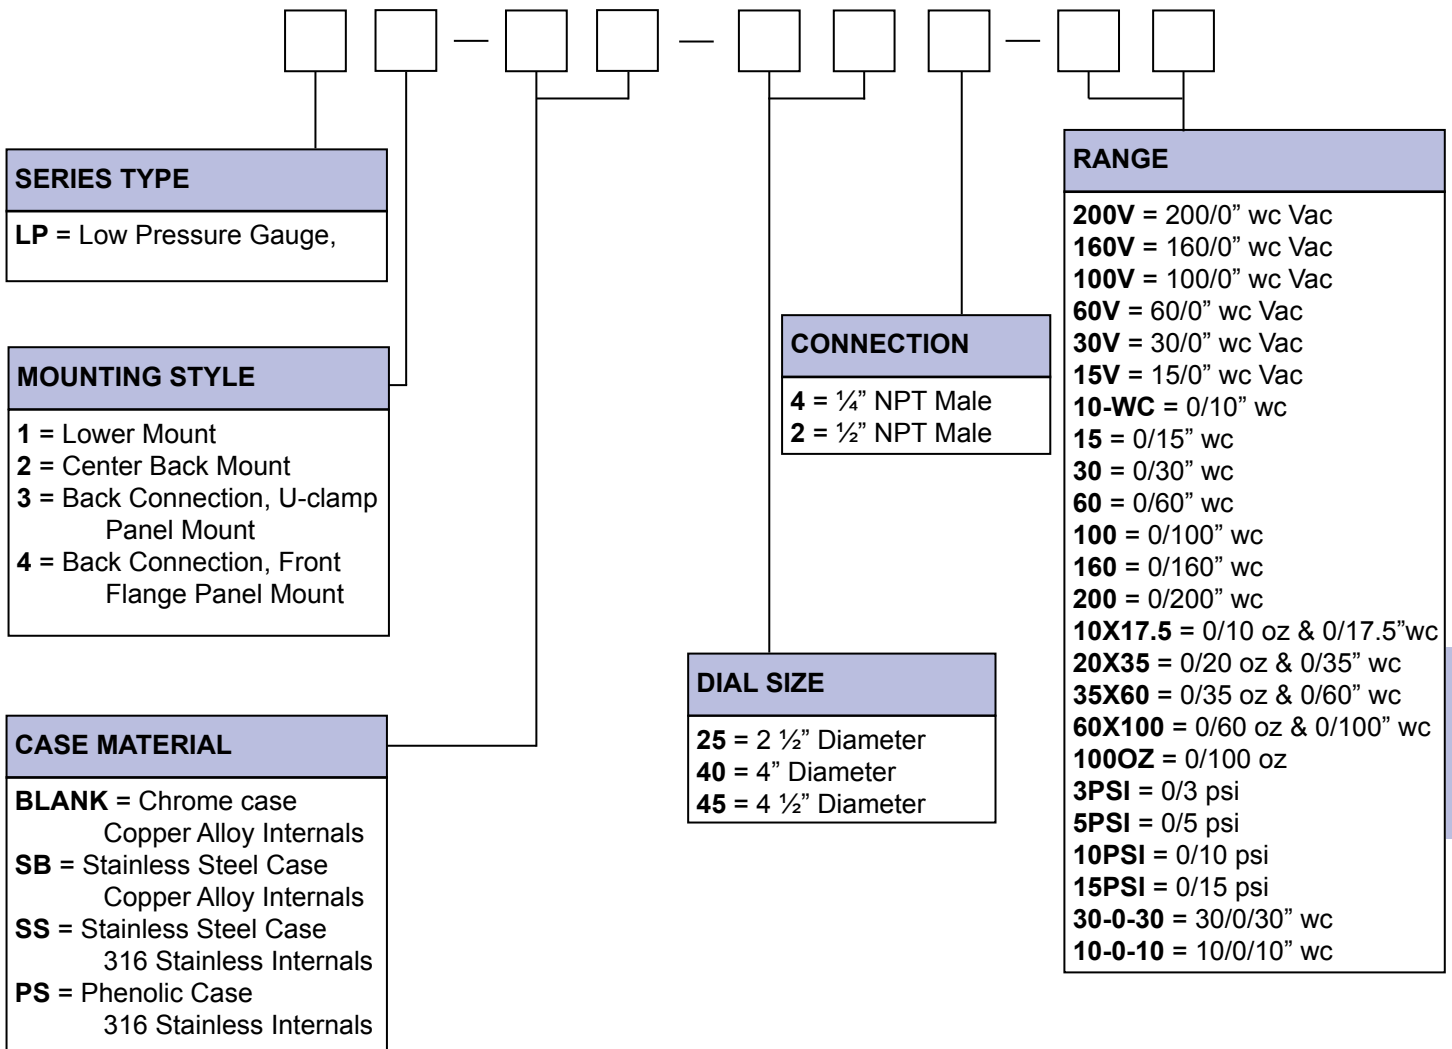 SERIES TYPE
LP = Low Pressure Gauge,
MOUNTING STYLE
1 = Lower Mount
2 = Center Back Mount
3 = Back Connection, U-clamp
Panel Mount
4 = Back Connection, Front
Flange Panel Mount
CASE MATERIAL
BLANK = Chrome case
Copper Alloy Internals
SB = Stainless Steel Case
Copper Alloy Internals
SS = Stainless Steel Case
316 Stainless Internals
PS = Phenolic Case
316 Stainless Internals
DIAL SIZE
25 = 2 ½” Diameter
40 = 4” Diameter
45 = 4 ½” Diameter
CONNECTION
4 = ¼” NPT Male
2 = ½” NPT Male
RANGE
200V = 200/0” wc Vac
160V = 160/0” wc Vac
100V = 100/0” wc Vac
60V = 60/0” wc Vac
30V = 30/0” wc Vac
15V = 15/0” wc Vac
10-WC = 0/10” wc
15 = 0/15” wc
30 = 0/30” wc
60 = 0/60” wc
100 = 0/100” wc
160 = 0/160” wc
200 = 0/200” wc
10X17.5 = 0/10 oz & 0/17.5”wc
20X35 = 0/20 oz & 0/35” wc
35X60 = 0/35 oz & 0/60” wc
60X100 = 0/60 oz & 0/100” wc
100OZ = 0/100 oz
3PSI = 0/3 psi
5PSI = 0/5 psi
10PSI = 0/10 psi
15PSI = 0/15 psi
30-0-30 = 30/0/30” wc
10-0-10 = 10/0/10” wc